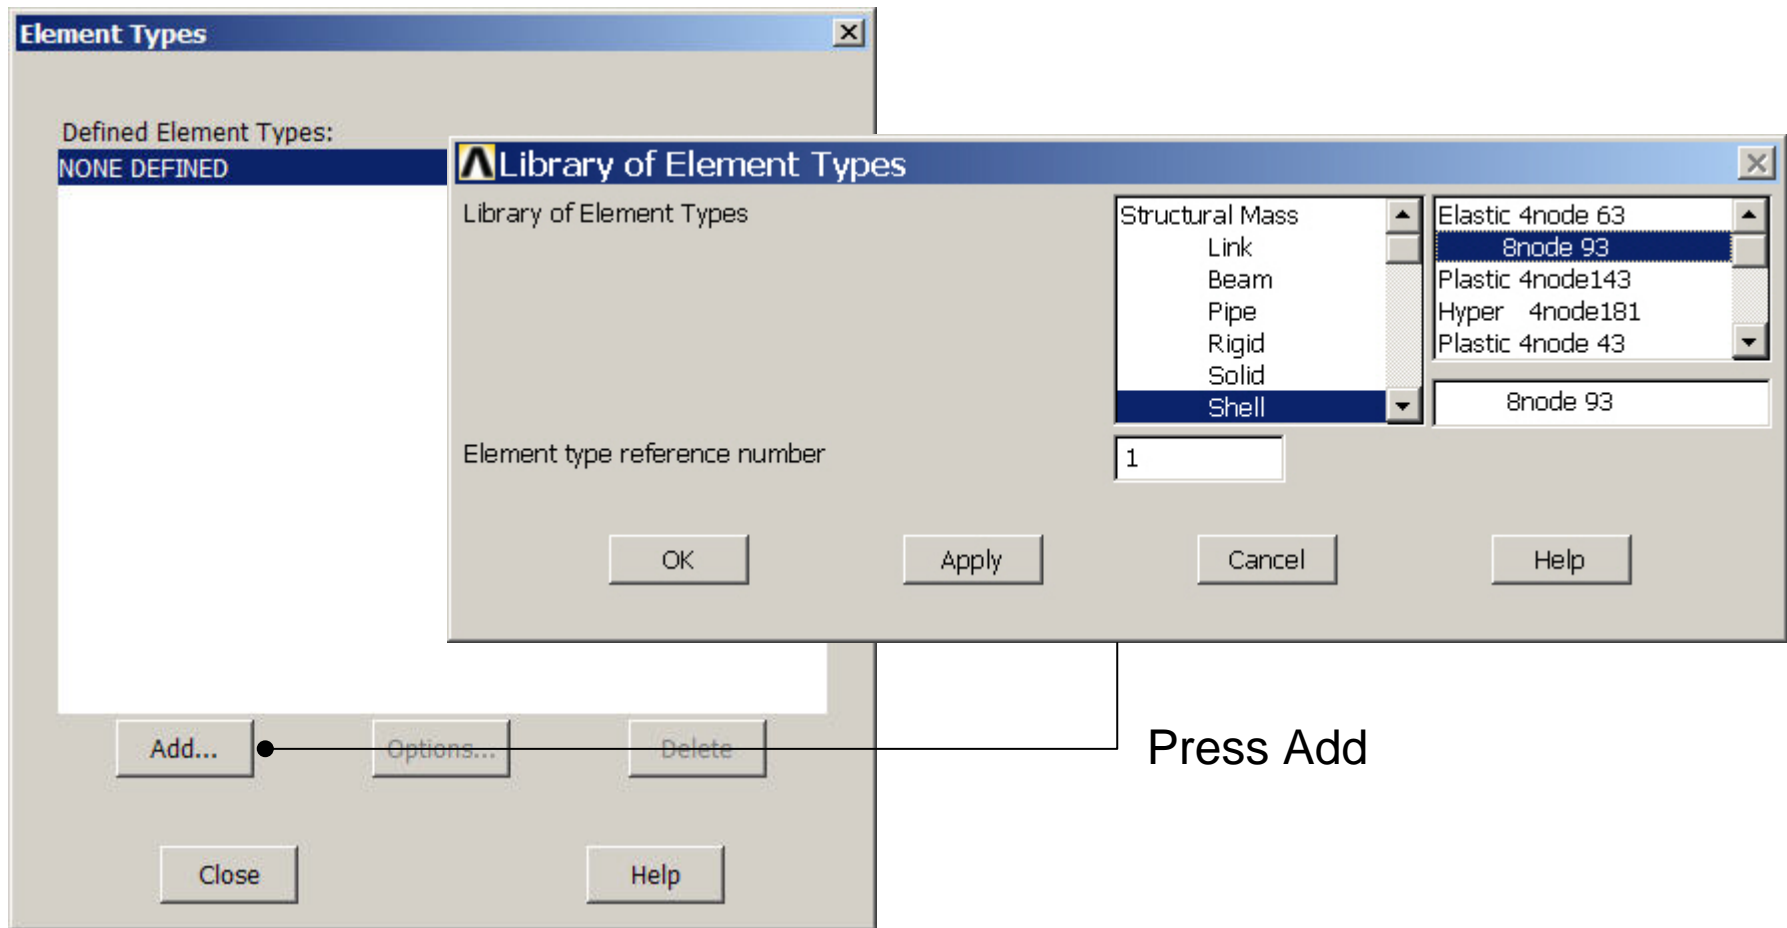 Element Types
Defined Element Types:
NONE DEFINED
Library of Element Types
Library of Element Types
Structural Mass
Link
Beam
Pipe
Rigid
Solid
Shell
Elastic 4node 63
8node 93
Plastic 4node143
Hyper 4node181
Plastic 4node 43
8node 93
Element type reference number
1
OK Apply Cancel Help
Add... Options... Delete
Press Add
Close Help